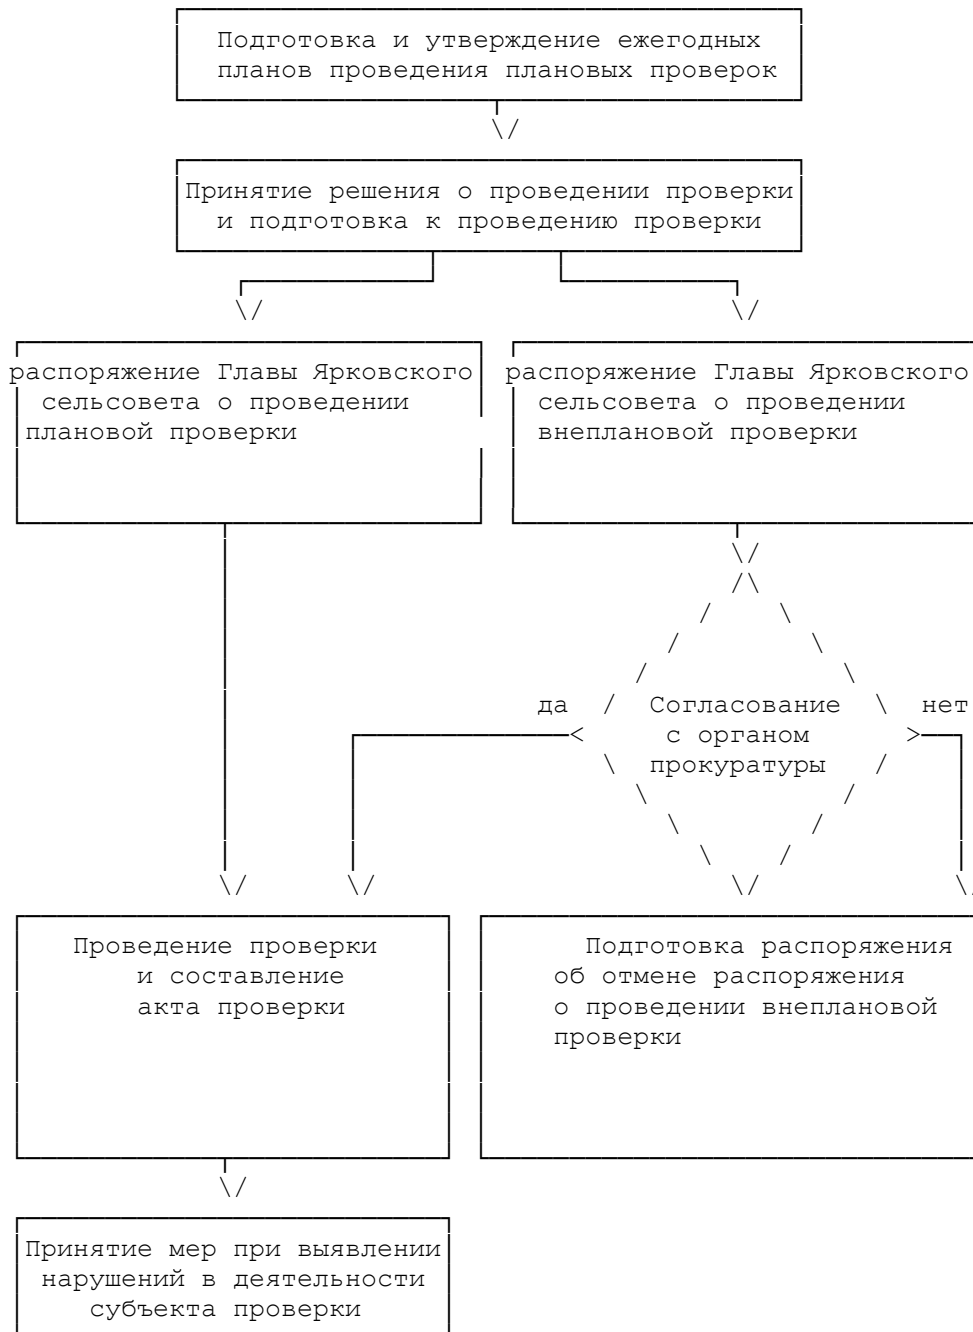 Подготовка и утверждение ежегодных
планов проведения плановых проверок
Принятие решения о проведении проверки
и подготовка к проведению проверки
распоряжение Главы Ярковского
сельсовета о проведении
плановой проверки
распоряжение Главы Ярковского
сельсовета о проведении
внеплановой проверки
да
Согласование
с органом
прокуратуры
нет
Проведение проверки
и составление
акта проверки
Подготовка распоряжения
об отмене распоряжения
о проведении внеплановой
проверки
Принятие мер при выявлении
нарушений в деятельности
субъекта проверки